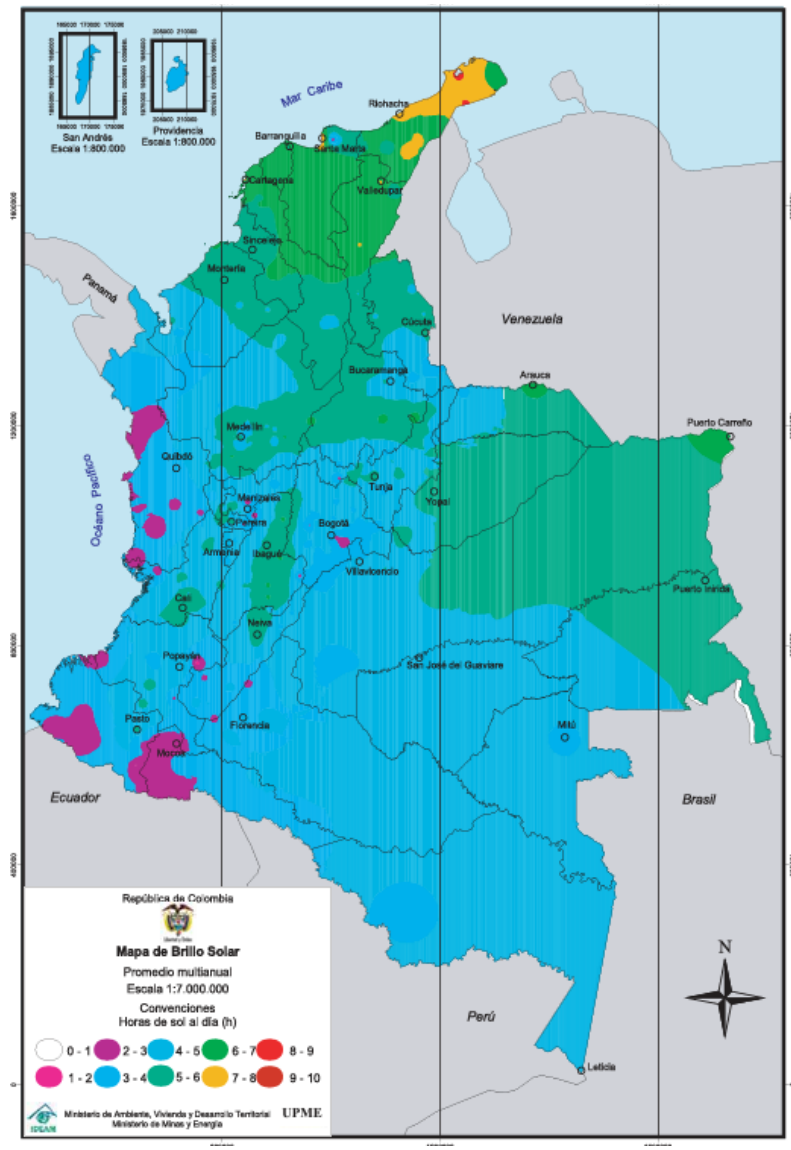 San Andrés
Escala 1:800.000
Providencia
Escala 1:800.000
Mar Caribe
Riohacha
Barranquilla
Santa Marta
Cartagena
Valledupar
Sincelejo
Montería
Panamá
Cúcuta
Venezuela
Bucaramanga
Arauca
Puerto Carreño
Medellín
Océano Pacífico
Quibdó
Tunja
Yopal
Manizales
Pereira
Bogotá
Armenia
Ibagué
Villavicencio
Puerto Inírida
Cali
Neiva
Popayán
San José del Guaviare
Pasto
Florencia
Mitú
Mocoa
Ecuador
Brasil
República de Colombia
Mapa de Brillo Solar
Promedio multianual
Escala 1:7.000.000
Convenciones
Horas de sol al día (h)
0 - 1 2 - 3 4 - 5 6 - 7 8 - 9
1 - 2 3 - 4 5 - 6 7 - 8 9 - 10
IDEAM
Ministerio de Ambiente, Vivienda y Desarrollo Territorial
Ministerio de Minas y Energía
UPME
N
Perú
Leticia